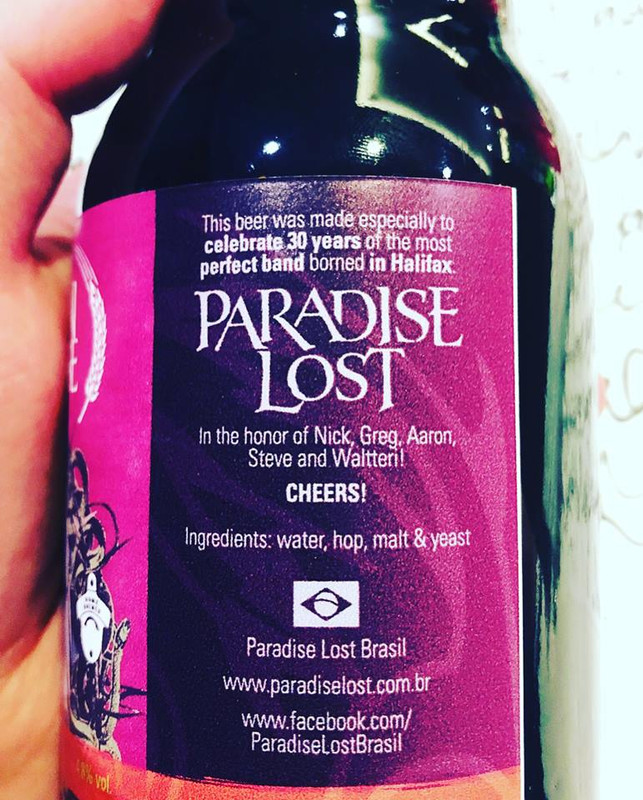 This beer was made especially to
celebrate 30 years of the most
perfect band borned in Halifax.
PARADISE
LOST
In the honor of Nick, Greg, Aaron,
Steve and Waltteri!
CHEERS!
Ingredients: water, hop, malt & yeast
Paradise Lost Brasil
www.paradiselost.com.br
www.facebook.com/
ParadiseLostBrasil
% vol.